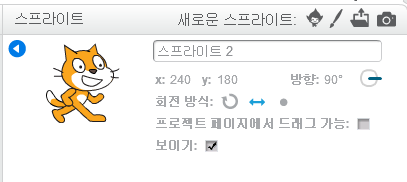 스프라이트 새로운 스프라이트:
스프라이트 2
x: 240 y: 180 방향: 90°
회전 방식:
프로젝트 페이지에서 드래그 가능:
보이기: